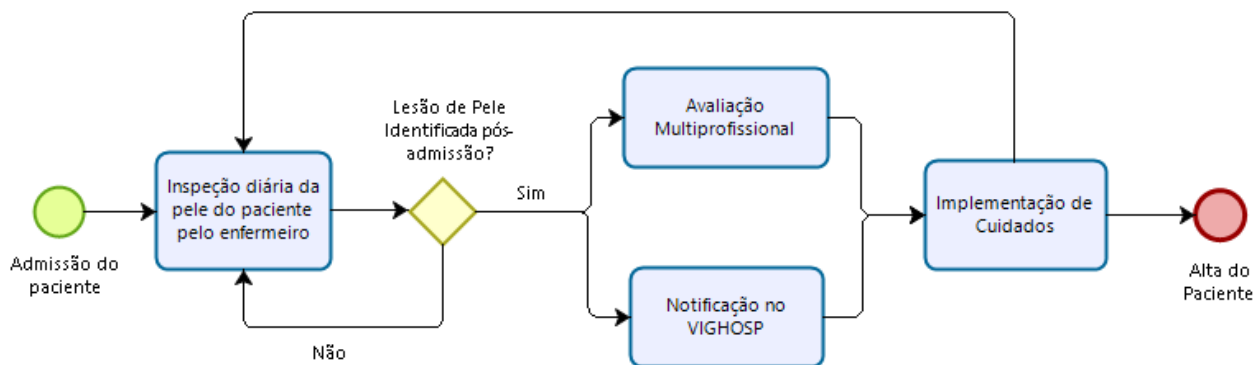 Admissão do
paciente
Inspeção diária da
pele do paciente
pelo enfermeiro
Lesão de Pele
Identificada pós-
admissão?
Não
Sim
Avaliação
Multiprofissional
Notificação no
VIGHOSP
Implementação de
Cuidados
Alta do
Paciente